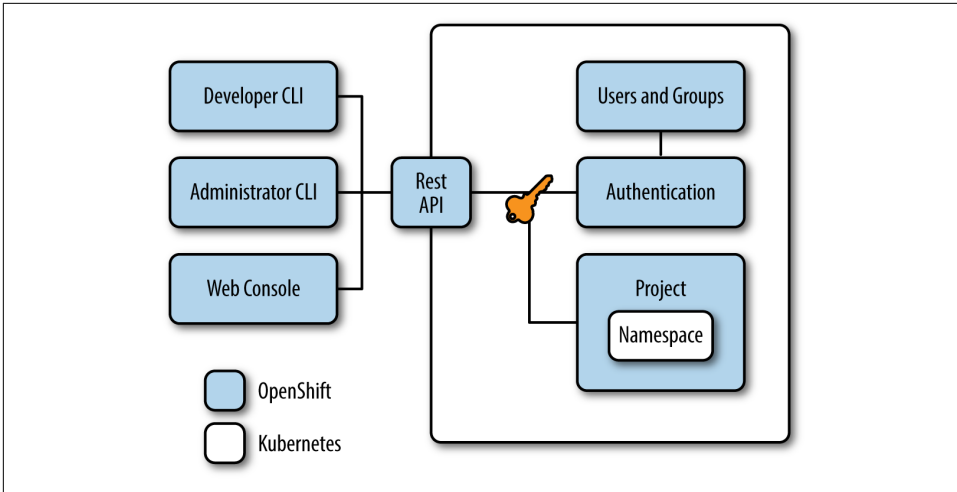 Developer CLI
Administrator CLI
Web Console
Rest
API
Users and Groups
Authentication
Project
Namespace
OpenShift
Kubernetes